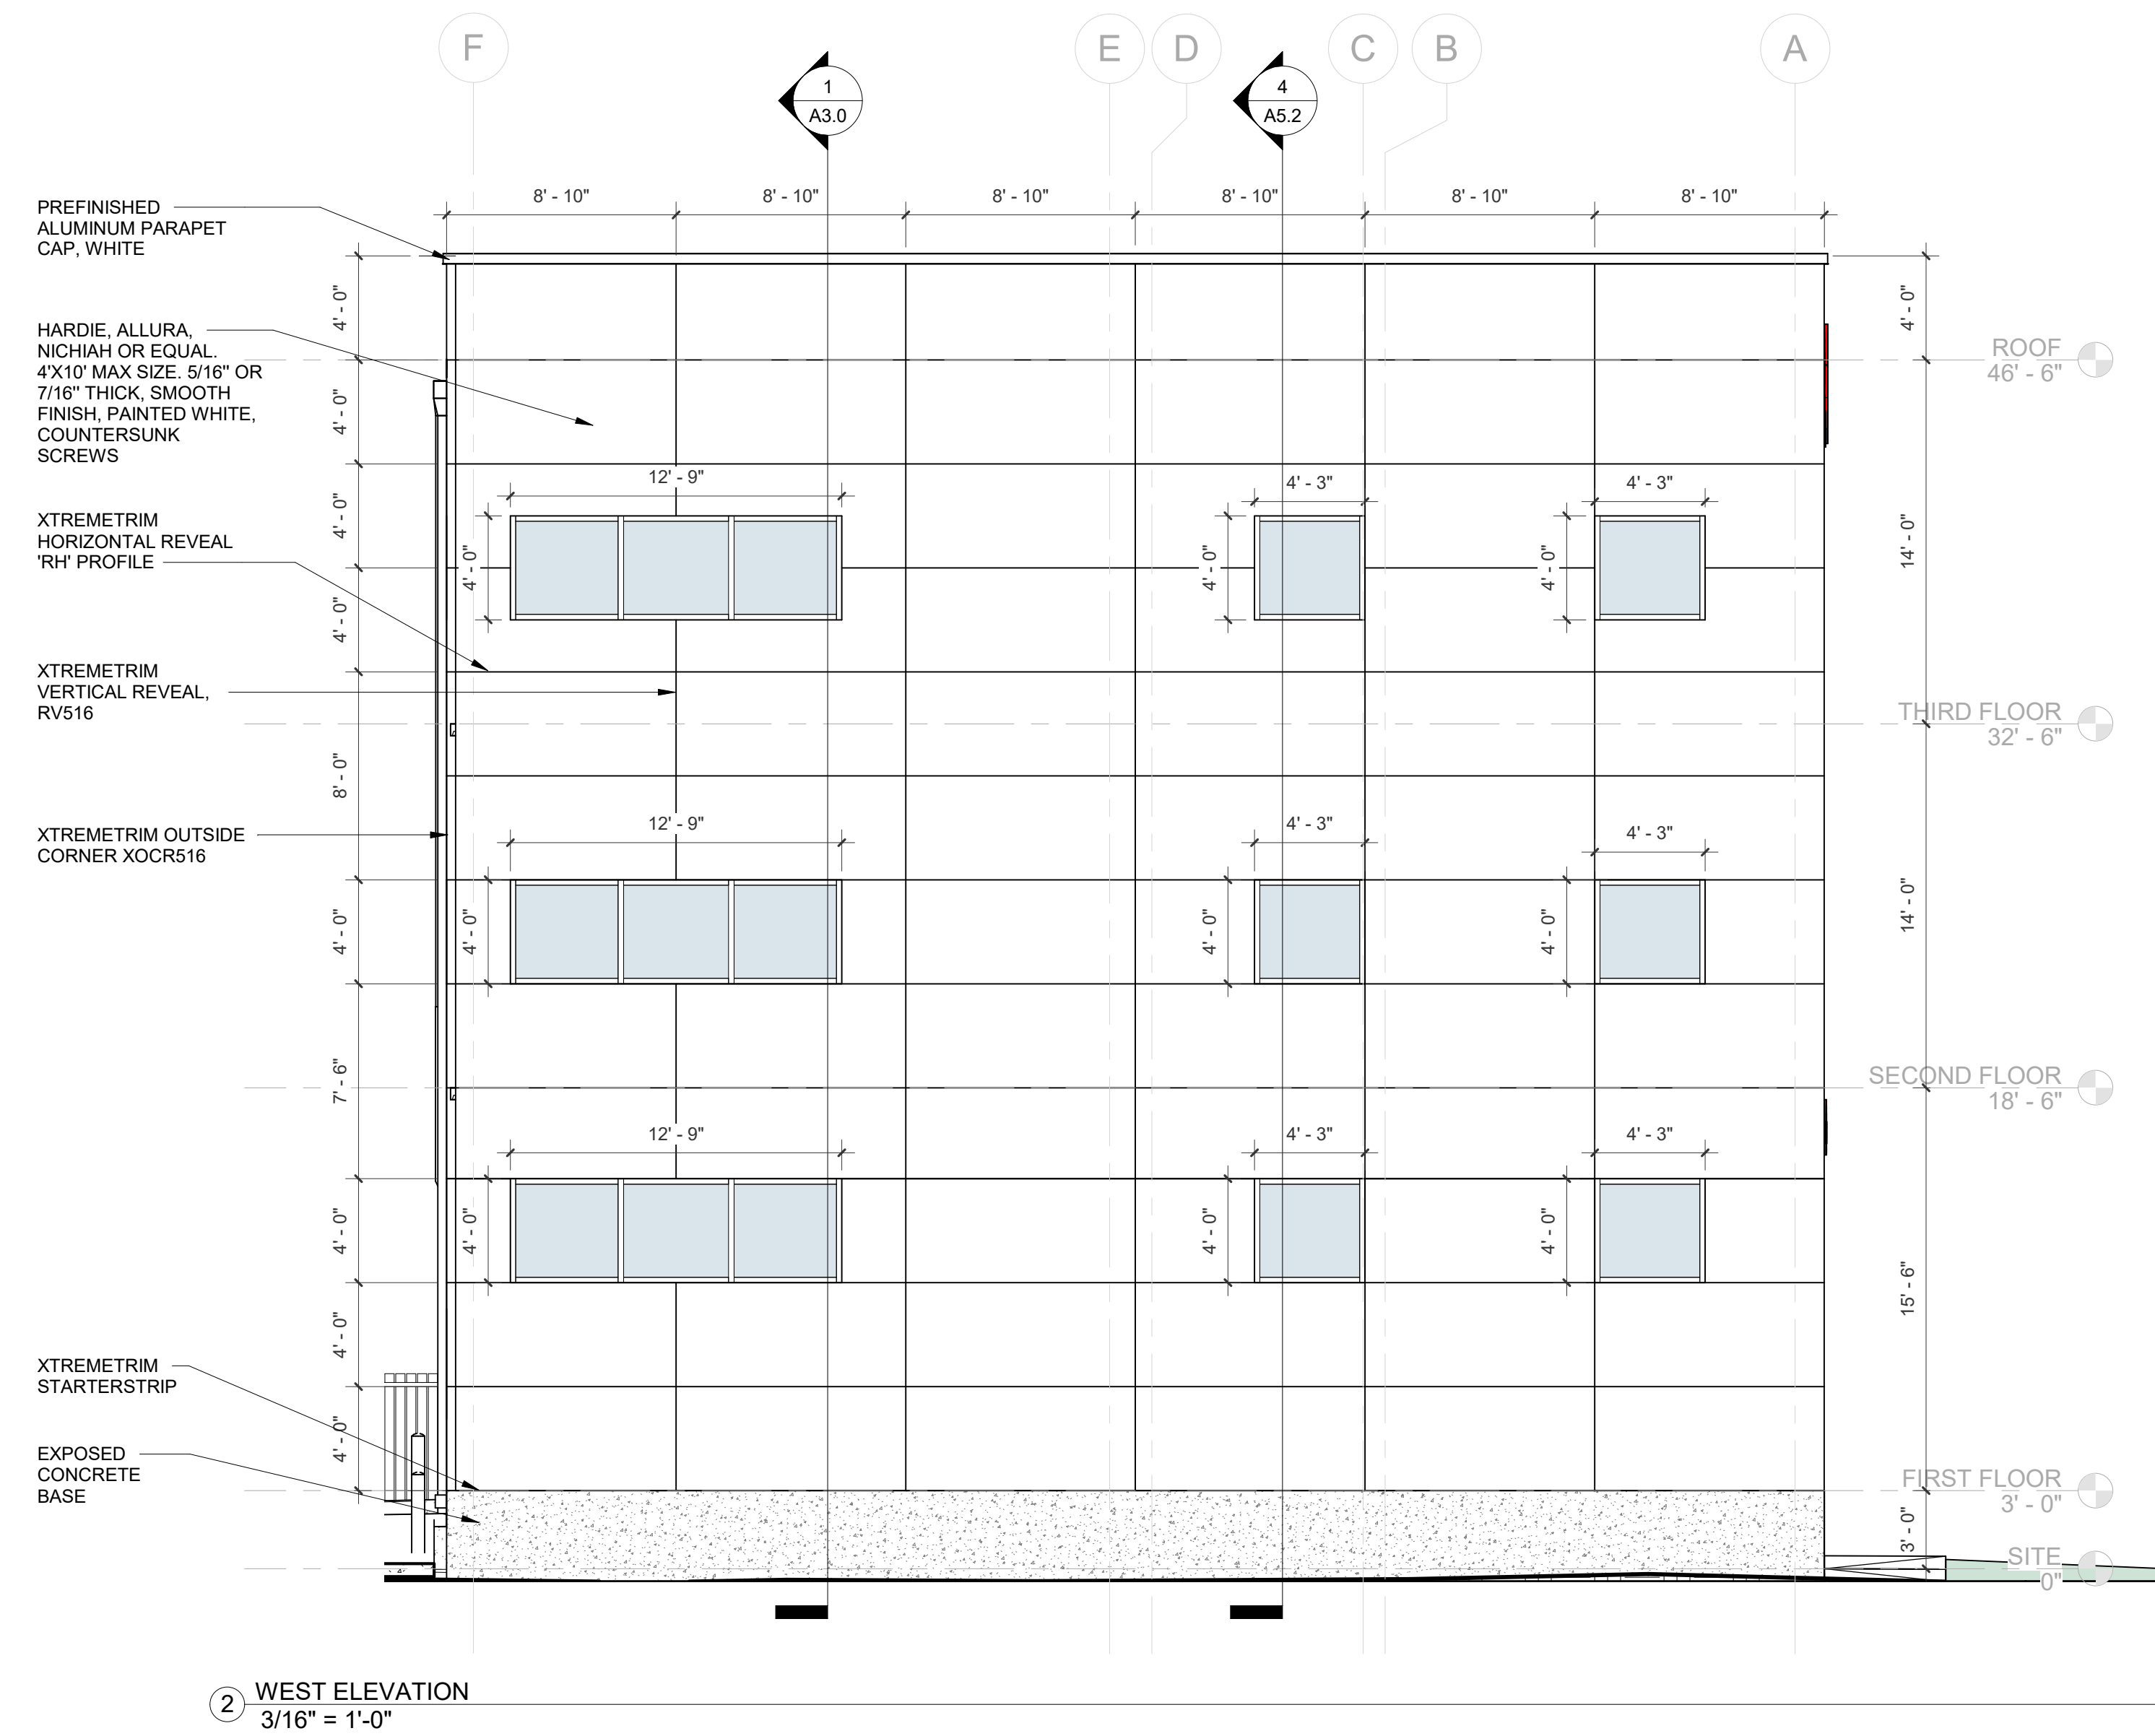 F
E
D
C
B
A
1
A3.0
4
A5.2
8' - 10"
8' - 10"
8' - 10"
8' - 10"
8' - 10"
8' - 10"
PREFINISHED
ALUMINUM PARAPET
CAP, WHITE
HARDIE, ALLURA,
NICHIAH OR EQUAL.
4'X10' MAX SIZE. 5/16" OR
7/16" THICK, SMOOTH
FINISH, PAINTED WHITE,
COUNTERSUNK
SCREWS
XTREMETRIM
HORIZONTAL REVEAL
'RH' PROFILE
XTREMETRIM
VERTICAL REVEAL,
RV516
XTREMETRIM OUTSIDE
CORNER XOCR516
XTREMETRIM
STARTERSTRIP
EXPOSED
CONCRETE
BASE
4' - 0"
4' - 0"
4' - 0"
4' - 0"
8' - 0"
4' - 0"
7' - 6"
4' - 0"
4' - 0"
4' - 0"
12' - 9"
4' - 3"
4' - 3"
4' - 0"
4' - 0"
4' - 0"
12' - 9"
4' - 3"
4' - 3"
4' - 0"
4' - 0"
4' - 0"
12' - 9"
4' - 3"
4' - 3"
4' - 0"
4' - 0"
4' - 0"
4' - 0"
14' - 0"
14' - 0"
15' - 6"
3' - 0"
ROOF
46' - 6"
THIRD FLOOR
32' - 6"
SECOND FLOOR
18' - 6"
FIRST FLOOR
3' - 0"
SITE
0"
2
WEST ELEVATION
3/16" = 1'-0"